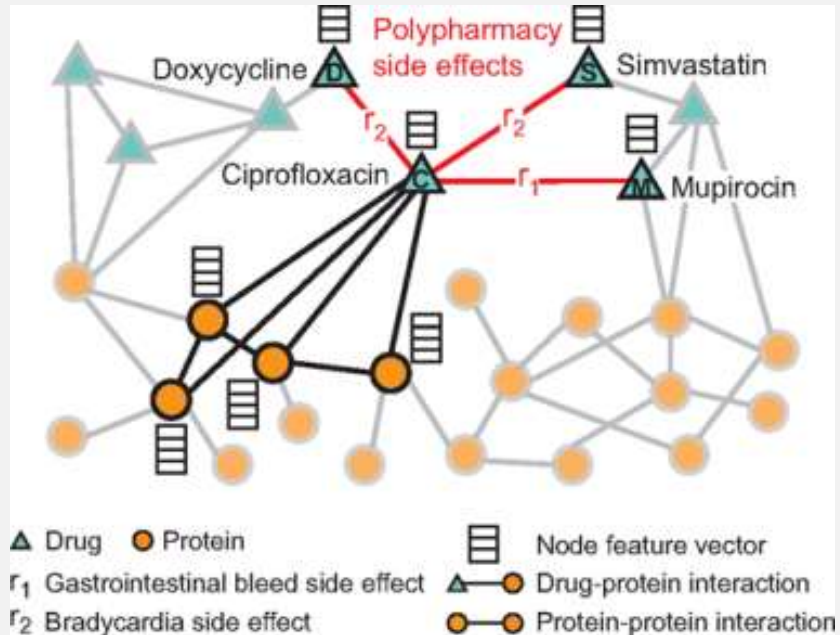 Polypharmacy
side effects
Doxycycline
D
S
Simvastatin
r2
r2
Ciprofloxacin
C
r1
M
Mupirocin
Drug
Protein
Node feature vector
r1 Gastrointestinal bleed side effect
Drug-protein interaction
r2 Bradycardia side effect
Protein-protein interaction